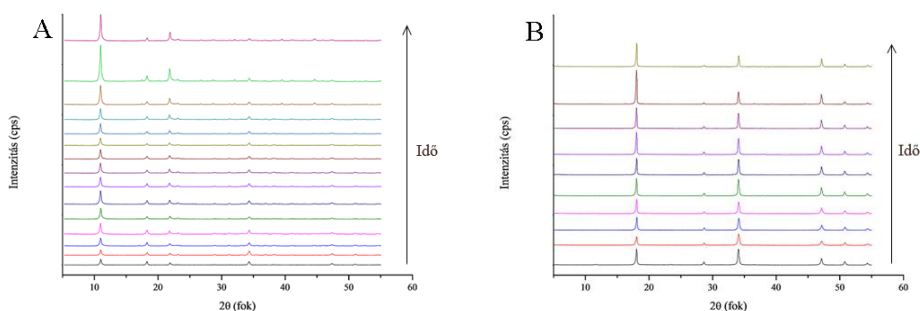 A
Intenzitás (cps)
10 20 30 40 50 60
2θ (fok)
Idő
B
Intenzitás (cps)
10 20 30 40 50 60
2θ (fok)
Idő